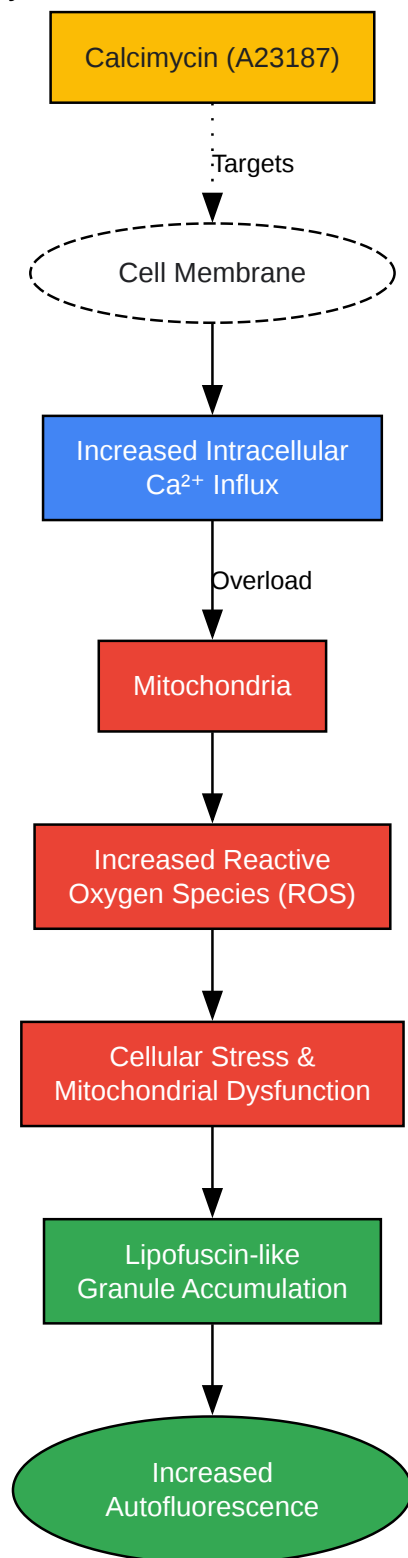 Calcimycin (A23187)
Targets
Cell Membrane
Increased Intracellular
Ca²⁺ Influx
Overload
Mitochondria
Increased Reactive
Oxygen Species (ROS)
Cellular Stress &
Mitochondrial Dysfunction
Lipofuscin-like
Granule Accumulation
Increased
Autofluorescence